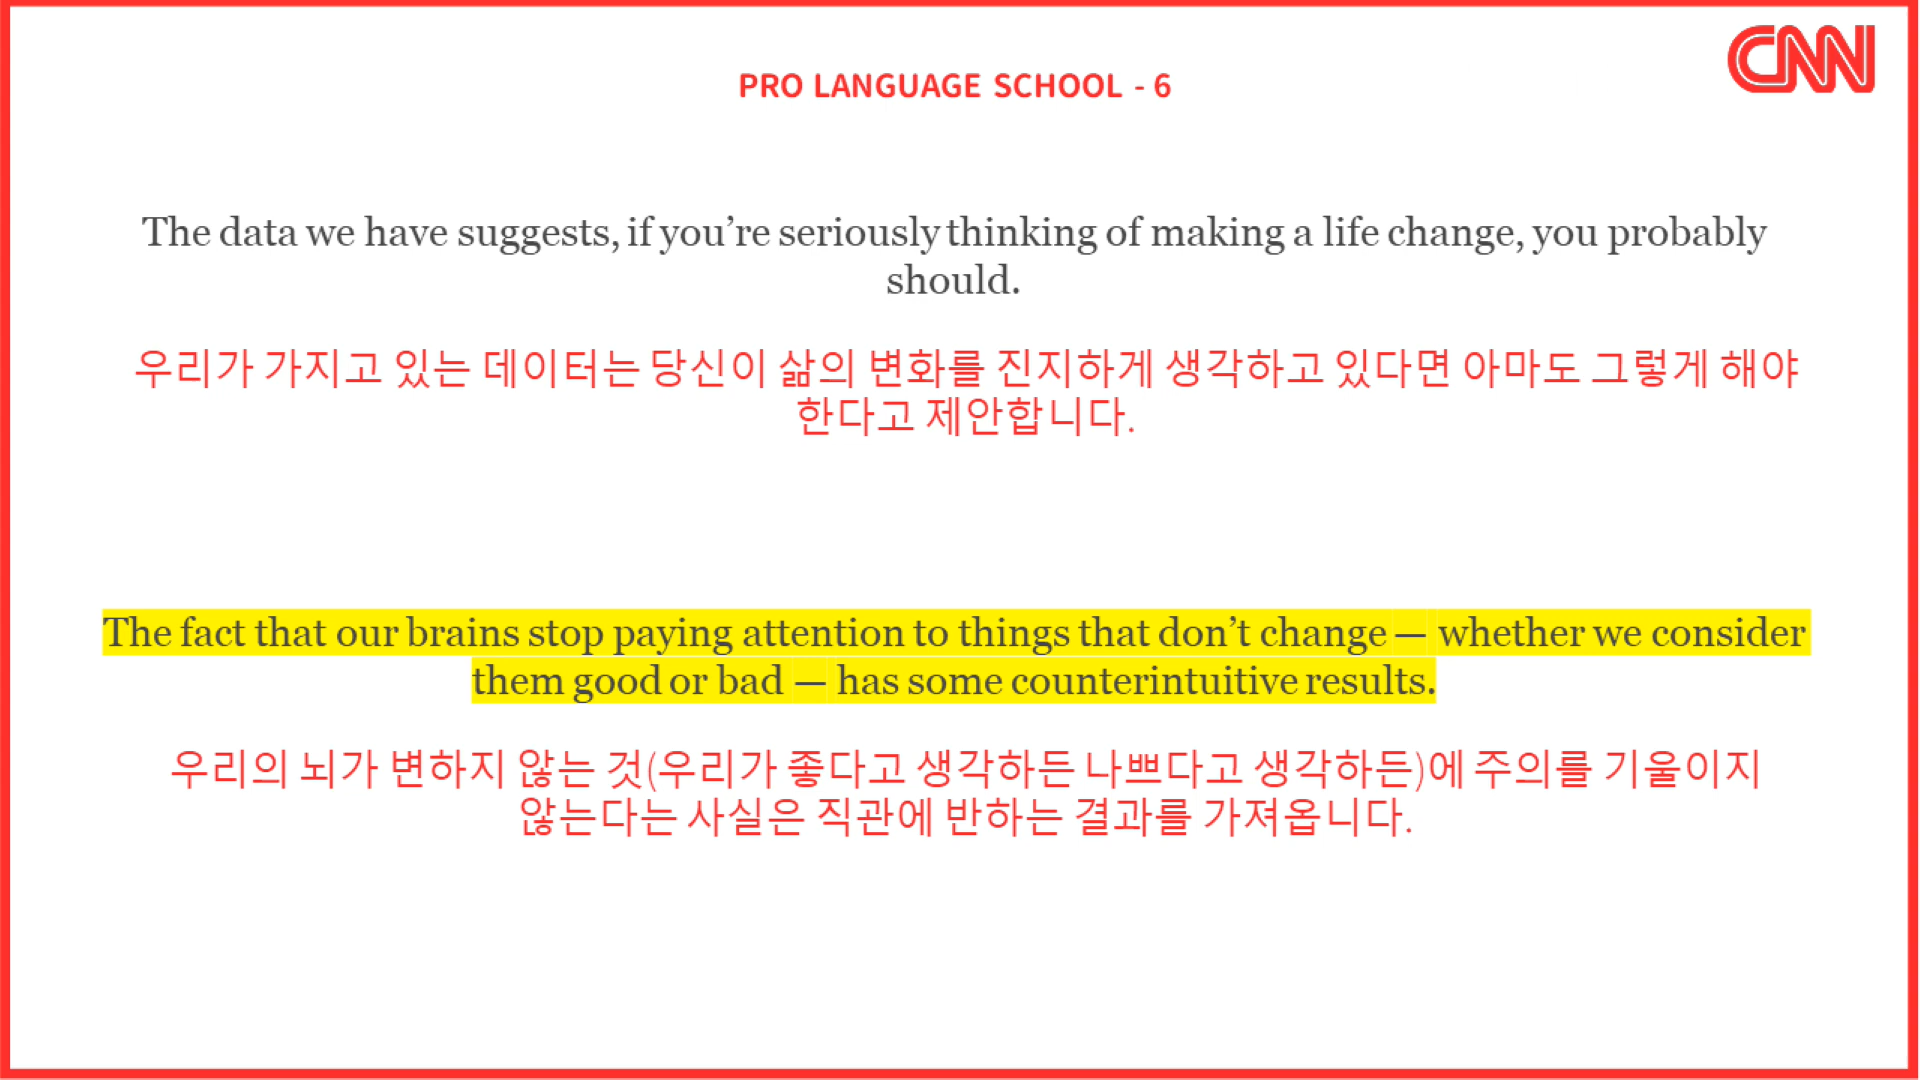 CNN
PRO LANGUAGE SCHOOL - 6
The data we have suggests, if you’re seriously thinking of making a life change, you probably
should.
우리가 가지고 있는 데이터는 당신이 삶의 변화를 진지하게 생각하고 있다면 아마도 그렇게 해야
한다고 제안합니다.
The fact that our brains stop paying attention to things that don’t change — whether we consider
them good or bad — has some counterintuitive results.
우리의 뇌가 변하지 않는 것(우리가 좋다고 생각하든 나쁘다고 생각하든)에 주의를 기울이지
않는다는 사실은 직관에 반하는 결과를 가져옵니다.